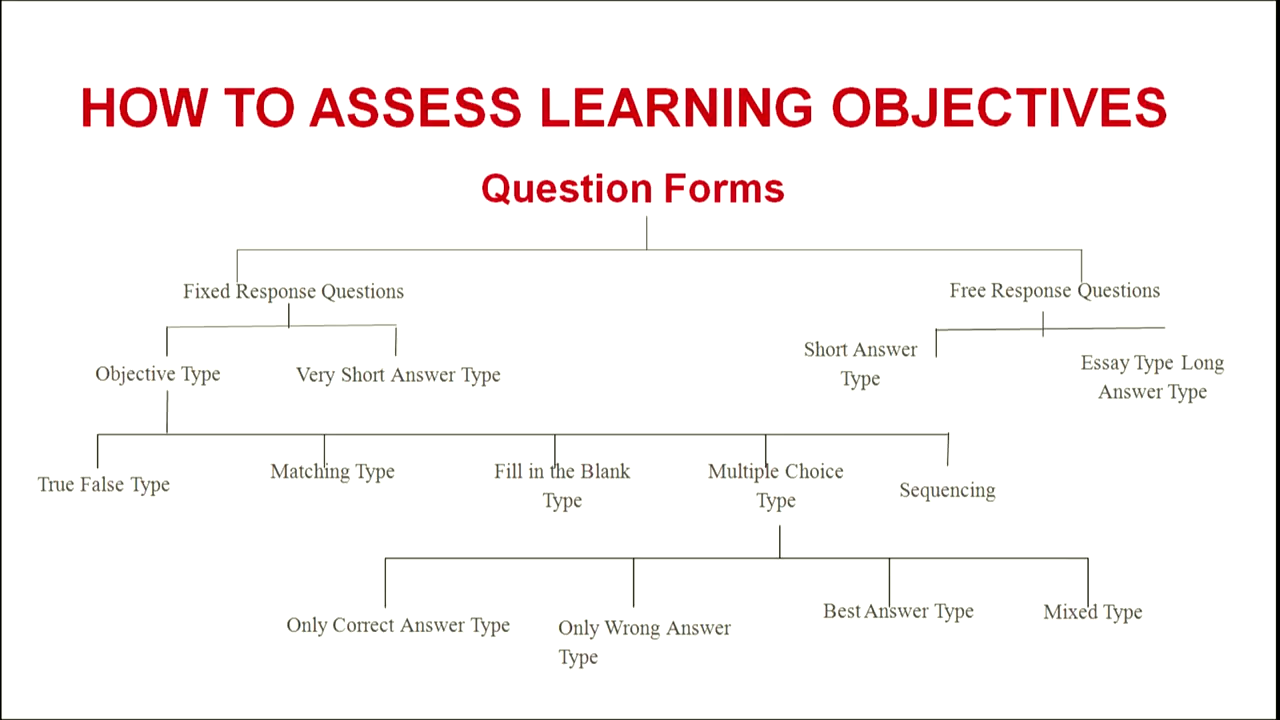 HOW TO ASSESS LEARNING OBJECTIVES
Question Forms
Fixed Response Questions
Free Response Questions
Objective Type
Very Short Answer Type
Short Answer
Type
Essay Type Long
Answer Type
True False Type
Matching Type
Fill in the Blank
Type
Multiple Choice
Type
Sequencing
Only Correct Answer Type
Only Wrong Answer
Type
Best Answer Type
Mixed Type